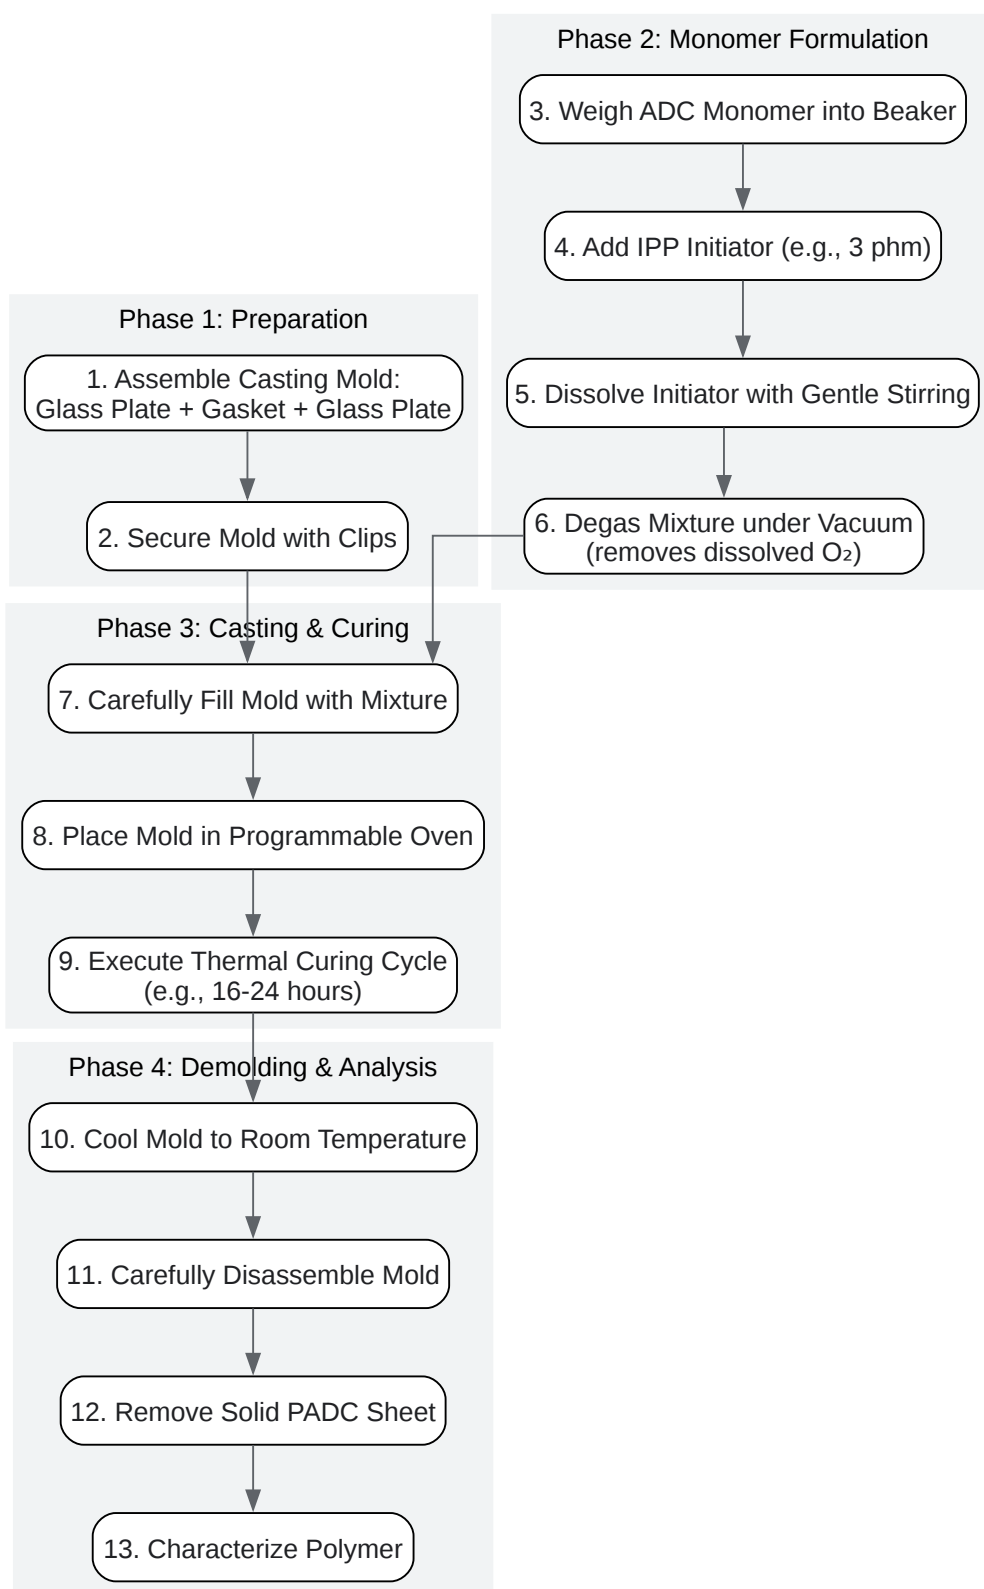 Phase 2: Monomer Formulation
3. Weigh ADC Monomer into Beaker
4. Add IPP Initiator (e.g., 3 phm)
5. Dissolve Initiator with Gentle Stirring
6. Degas Mixture under Vacuum
(removes dissolved O₂)
Phase 1: Preparation
1. Assemble Casting Mold:
Glass Plate + Gasket + Glass Plate
2. Secure Mold with Clips
Phase 3: Casting & Curing
7. Carefully Fill Mold with Mixture
8. Place Mold in Programmable Oven
9. Execute Thermal Curing Cycle
(e.g., 16-24 hours)
Phase 4: Demolding & Analysis
10. Cool Mold to Room Temperature
11. Carefully Disassemble Mold
12. Remove Solid PADC Sheet
13. Characterize Polymer